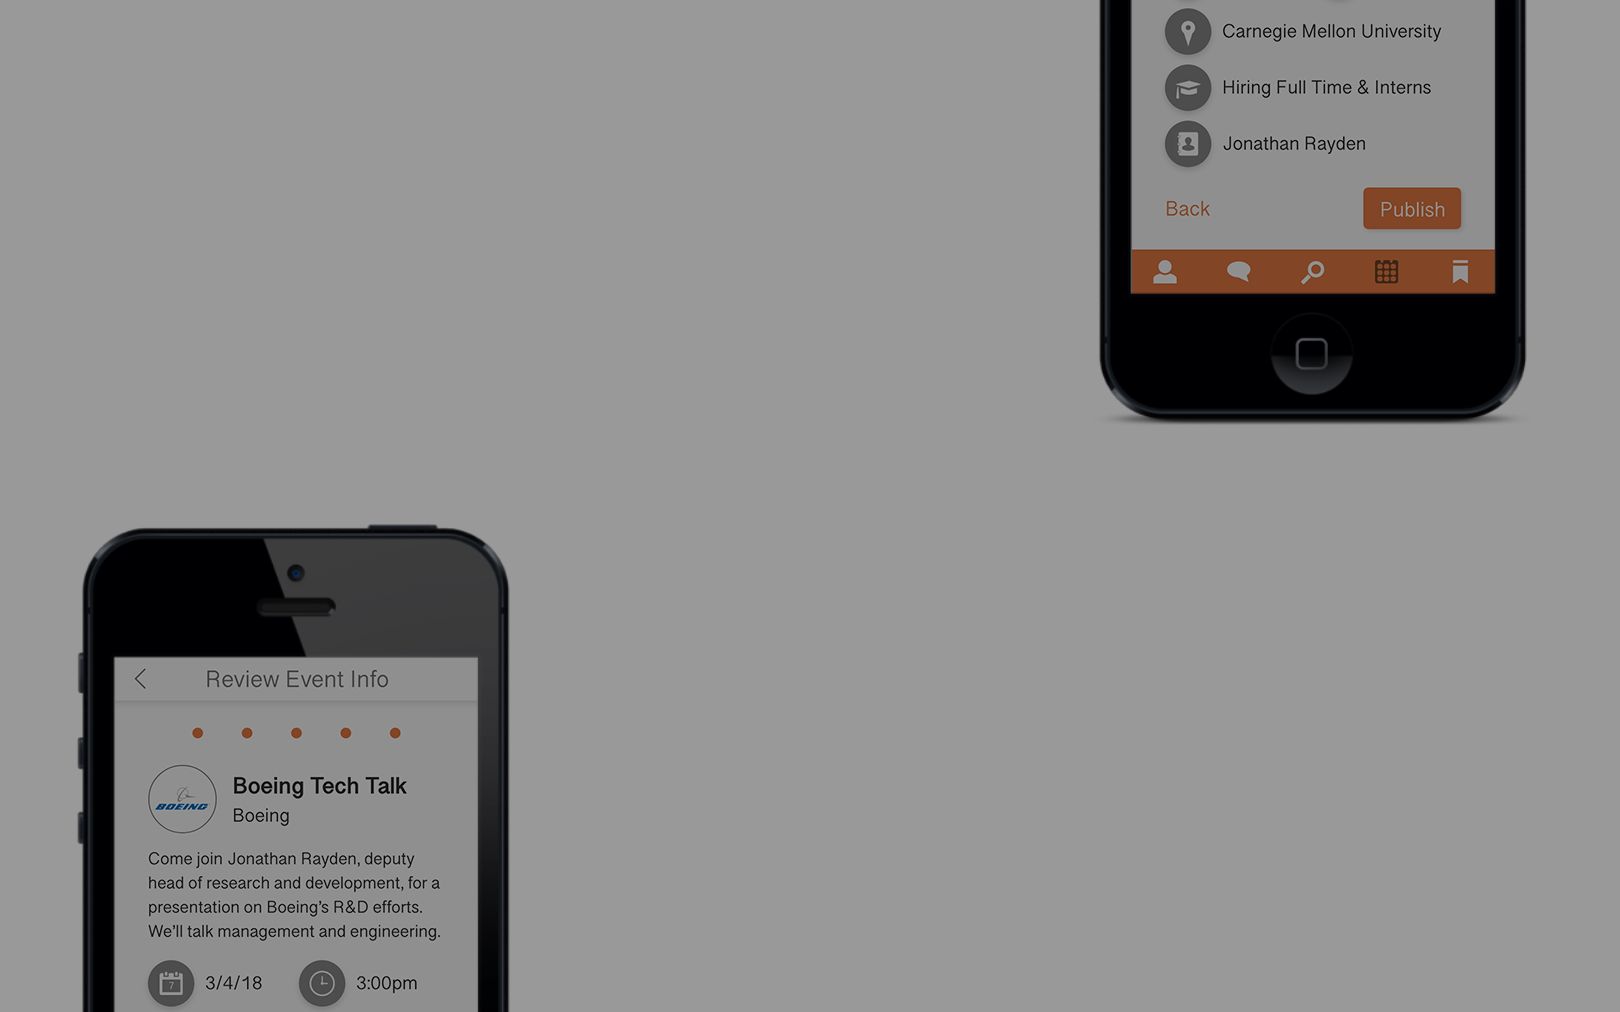 Carnegie Mellon University
Hiring Full Time & Interns
Jonathan Rayden
Back
Publish
Review Event Info
BOEING
Boeing Tech Talk
Boeing
Come join Jonathan Rayden, deputy
head of research and development, for a
presentation on Boeing’s R&D efforts.
We’ll talk management and engineering.
7
3/4/18
3:00pm